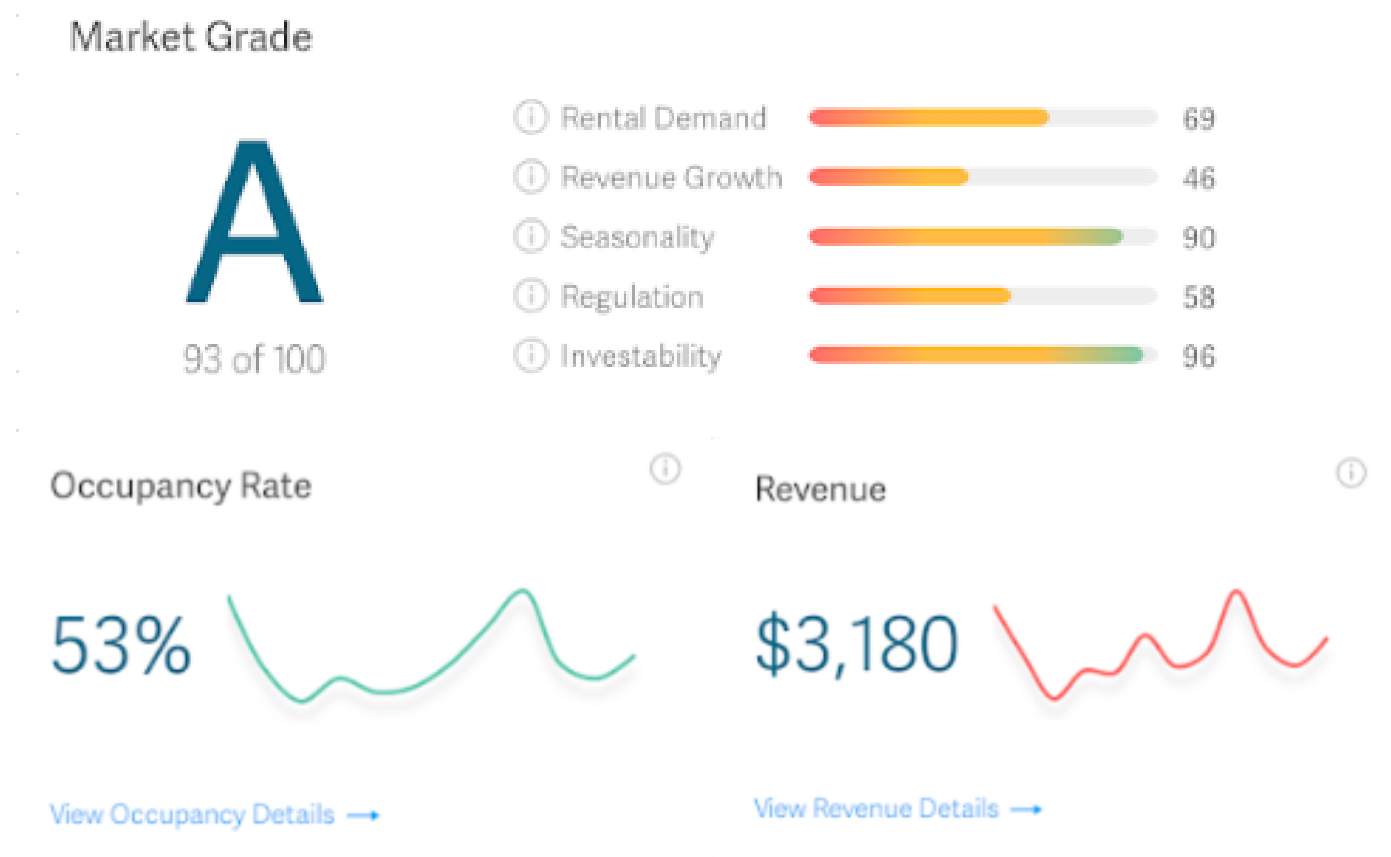 Market Grade
A
93 of 100
Rental Demand 69
Revenue Growth 46
Seasonality 90
Regulation 58
Investability 96
Occupancy Rate
53%
View Occupancy Details →
Revenue
$3,180
View Revenue Details →